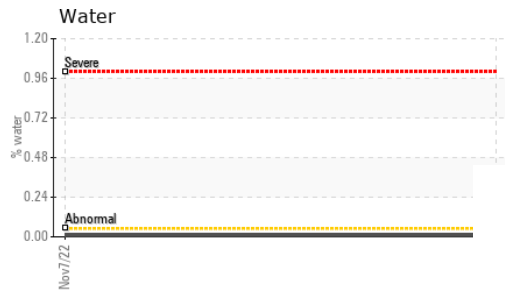 Water
1.20
Severe
0.96
0.72
% water
0.48
0.24
Abnormal
0.00
Nov7/22